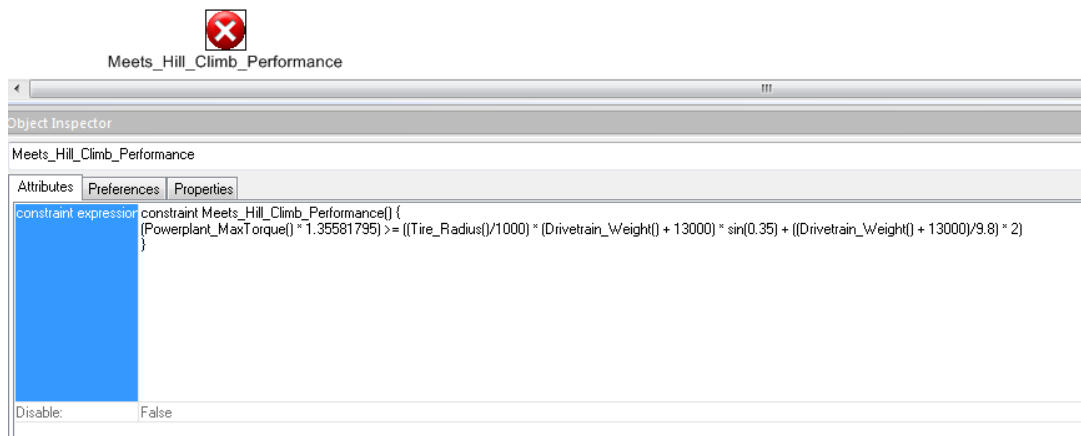 Meets_Hill_Climb_Performance
Object Inspector
Meets_Hill_Climb_Performance
Attributes Preferences Properties
constraint expression constraint Meets_Hill_Climb_Performance() {
(Powerplant_MaxTorque() * 1.35581795) >= ((Tire_Radius()/1000) * (Drivetrain_Weight() + 13000) * sin(0.35) + ((Drivetrain_Weight() + 13000)/9.8) * 2)
}
Disable: False